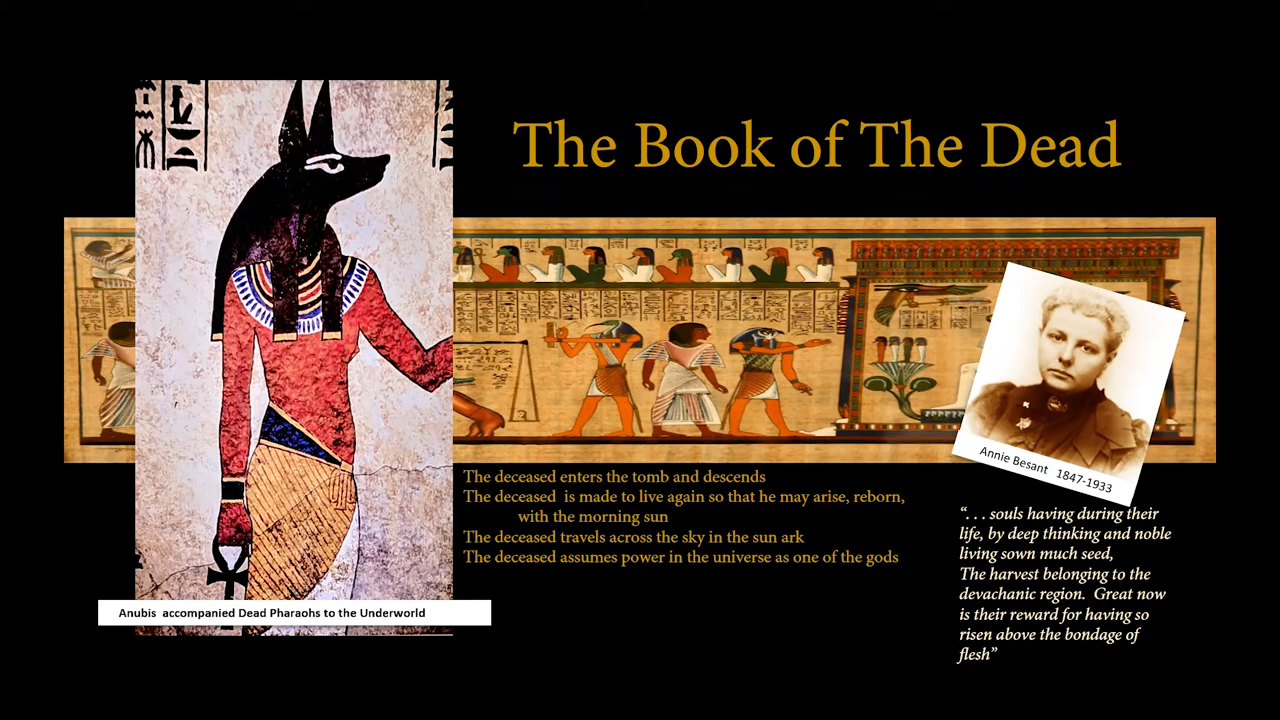 The Book of The Dead
The deceased enters the tomb and descends
The deceased is made to live again so that he may arise, reborn,
with the morning sun
The deceased travels across the sky in the sun ark
The deceased assumes power in the universe as one of the gods
Anubis accompanied Dead Pharaohs to the Underworld
Annie Besant 1847-1933
“. . . souls having during their
life, by deep thinking and noble
living sown much seed,
The harvest belonging to the
devachanic region. Great now
is their reward for having so
risen above the bondage of
flesh”